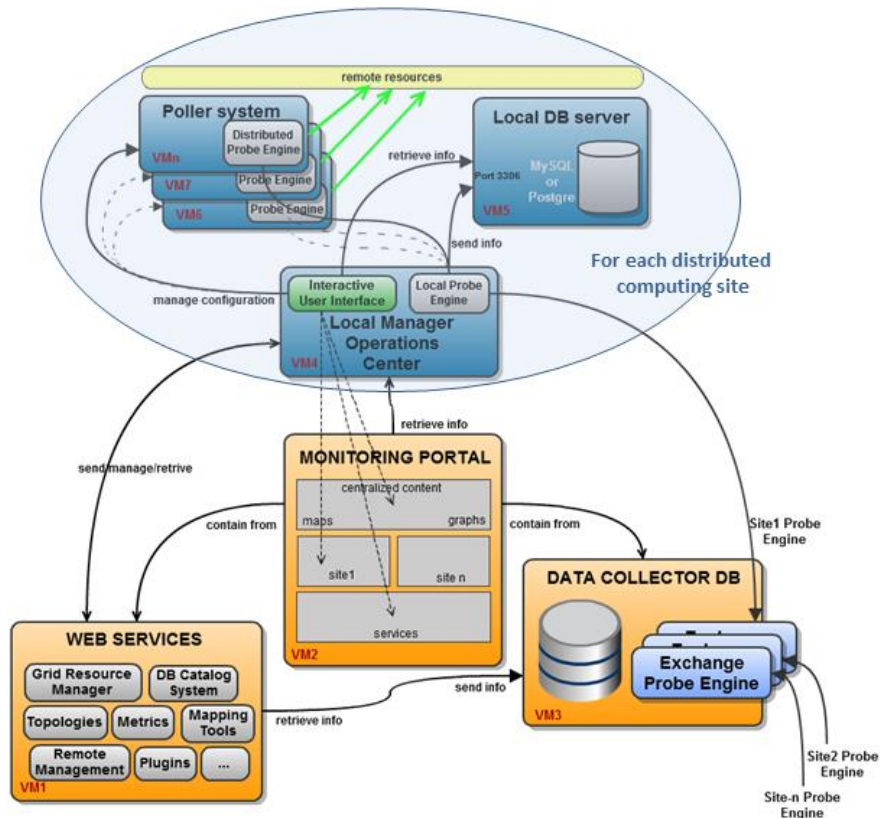 remote resources
Poller system
Distributed
Probe Engine
VMn
Probe Engine
VM7
Probe Engine
VM6
Local DB server
retrieve info
Port 3306
MySQL
or
Postgre
VM5
send info
For each distributed
computing site
manage configuration
Interactive
User Interface
Local Probe
Engine
Local Manager
Operations
Center
VM4
retrieve info
send manage/retrive
MONITORING PORTAL
centralized content
maps
graphs
site1
site n
services
VM2
contain from
contain from
Site1 Probe
Engine
DATA COLLECTOR DB
Exchange
Probe Engine
VM3
WEB SERVICES
Grid Resource
Manager
DB Catalog
System
Topologies
Metrics
Mapping
Tools
Remote
Management
Plugins
...
VM1
retrieve info
send info
Site2 Probe
Engine
Site-n Probe
Engine